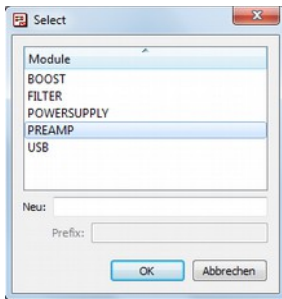 Select
Module
BOOST
FILTER
POWERSUPPLY
PREAMP
USB
Neu:
Prefix:
OK
Abbrechen